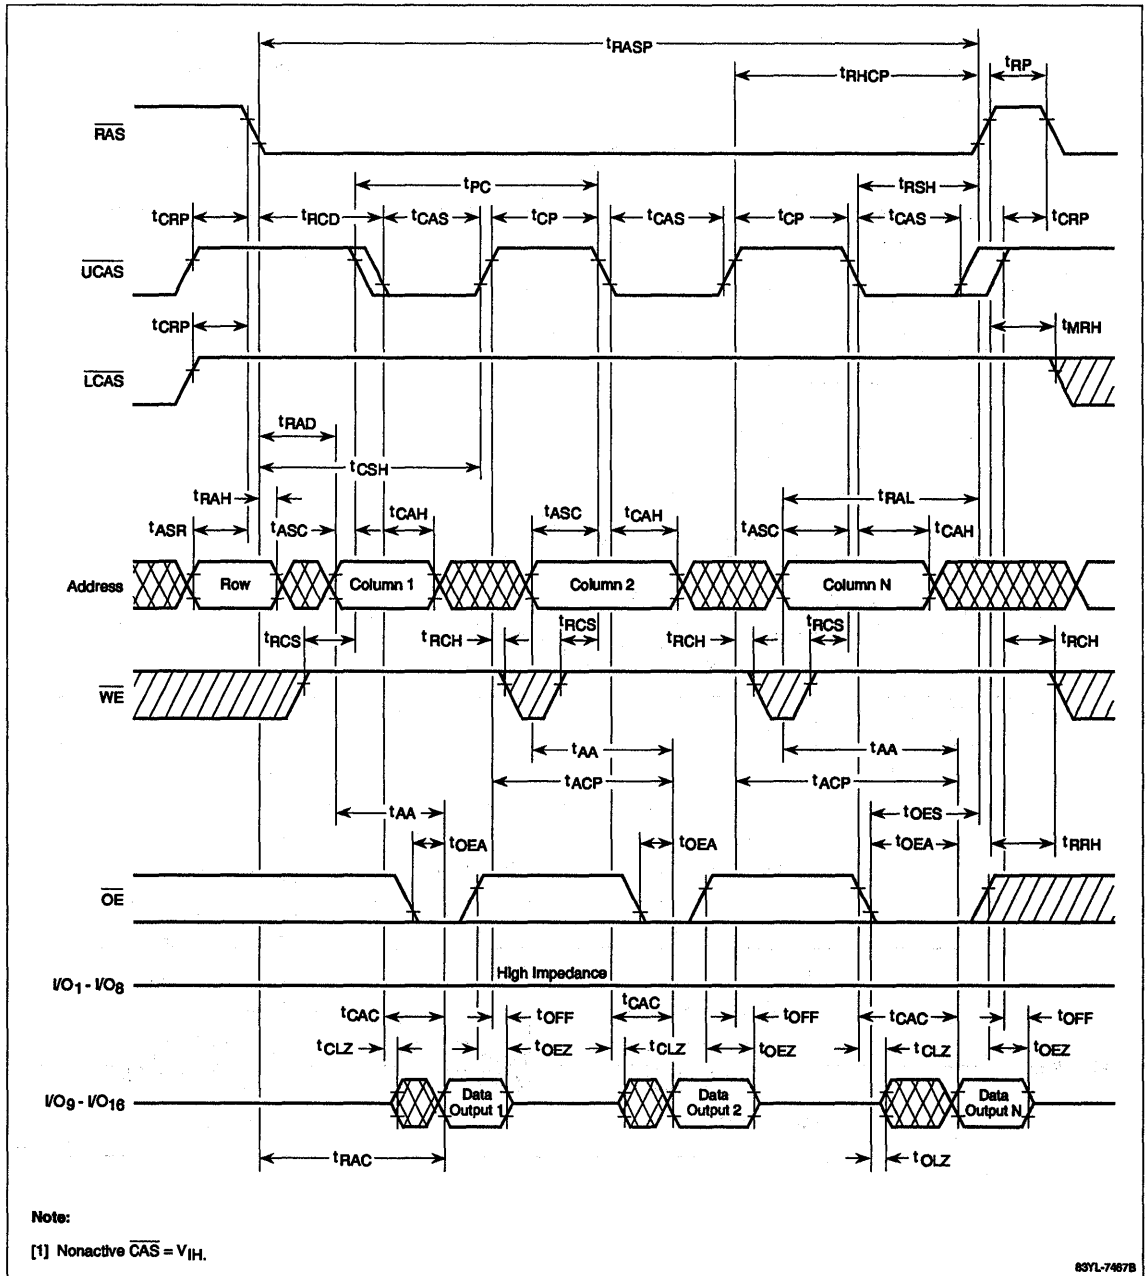 tRASP
tRHCP
tRP
RAS
tPC
tRSH
tCRP
tRCD
tCAS
tCP
tCAS
tCP
tCAS
tCRP
UCAS
tCRP
tMRH
LCAS
tRAD
tCSH
tRAH
tRAL
tASR
tASC
tCAH
tASC
tCAH
tASC
tCAH
Address
Row
Column 1
Column 2
Column N
tRCS
tRCH
tRCS
tRCH
tRCS
tRCH
WE
tAA
tAA
tACP
tACP
tAA
tOES
tOEA
tOEA
tOEA
tRRH
OE
High Impedance
I/O1 - I/O8
tCAC
tOFF
tCAC
tOFF
tCAC
tOFF
tCLZ
tOEZ
tCLZ
tOEZ
tCLZ
tOEZ
I/O9 - I/O16
Data Output 1
Data Output 2
Data Output N
tRAC
tOLZ
Note:
[1] Nonactive CAS = VIH.
83YL-7467B